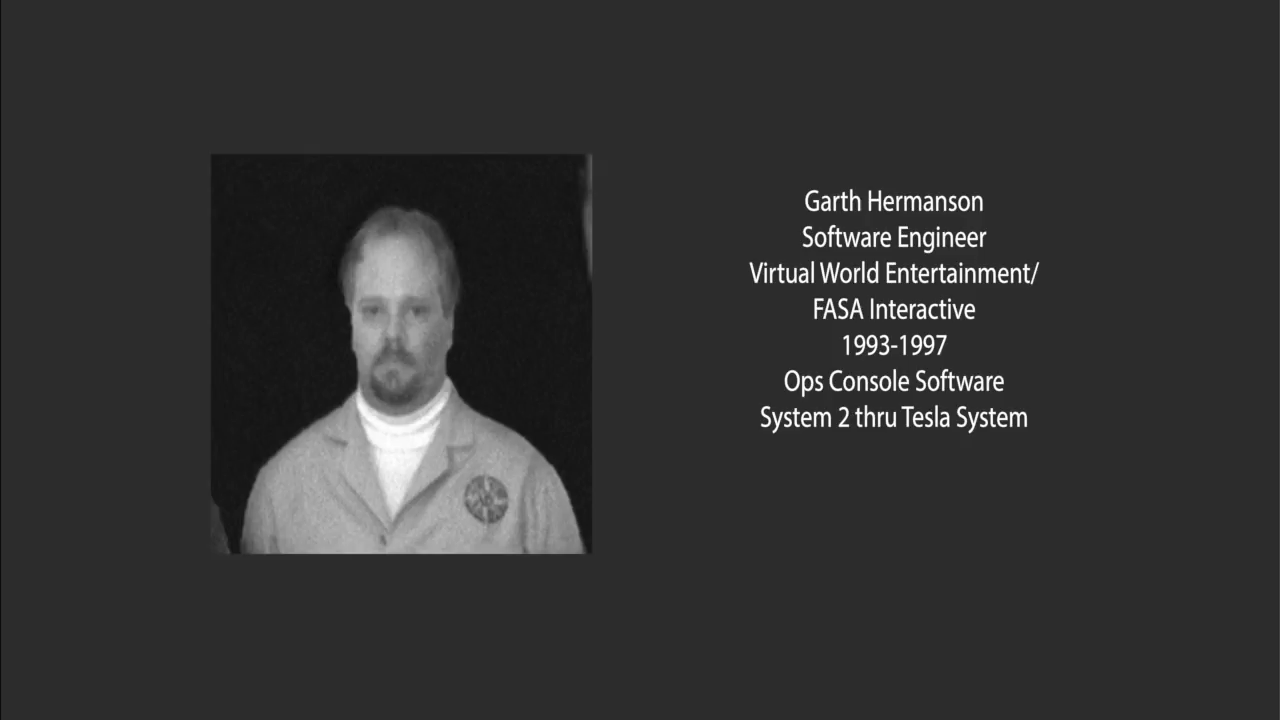 Garth Hermanson
Software Engineer
Virtual World Entertainment/
FASA Interactive
1993-1997
Ops Console Software
System 2 thru Tesla System